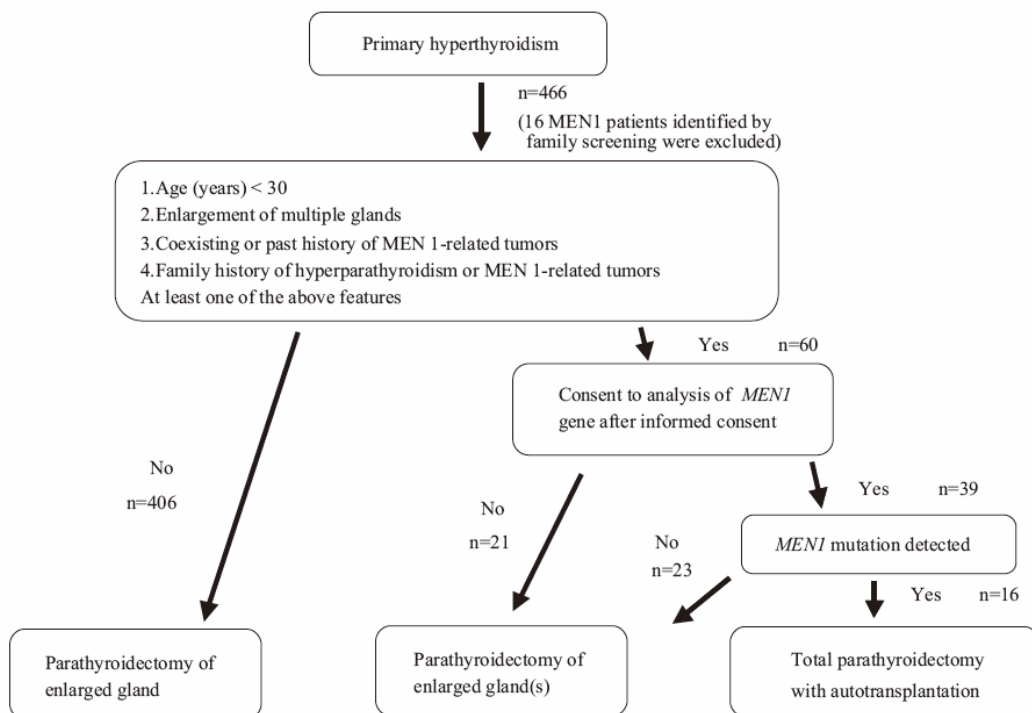 Primary hyperthyroidism
n=466
(16 MEN1 patients identified by
family screening were excluded)
1.Age (years) < 30
2.Enlargement of multiple glands
3.Coexisting or past history of MEN 1-related tumors
4.Family history of hyperparathyroidism or MEN 1-related tumors
At least one of the above features
Yes n=60
Consent to analysis of MEN1
gene after informed consent
No
n=406
Yes n=39
No
n=21
MEN1 mutation detected
No
n=23
Yes n=16
Parathyroidectomy of
enlarged gland
Parathyroidectomy of
enlarged gland(s)
Total parathyroidectomy
with autotransplantation